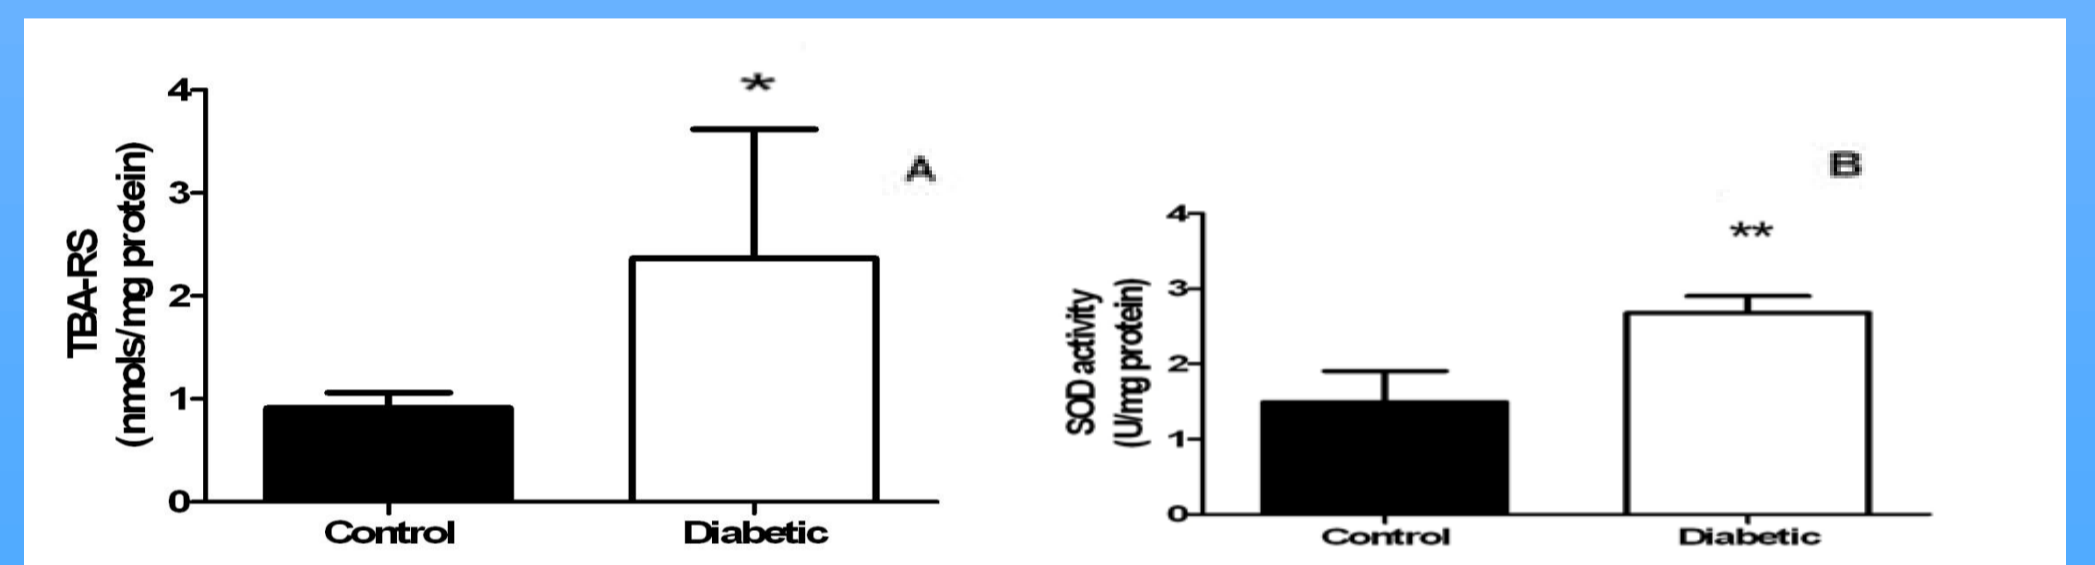 A
*
TBA-RS
(nmols/mg protein)
4
3
2
1
0
Control Diabetic
B
**
SOD activity
(U/mg protein)
4
3
2
1
0
Control Diabetic